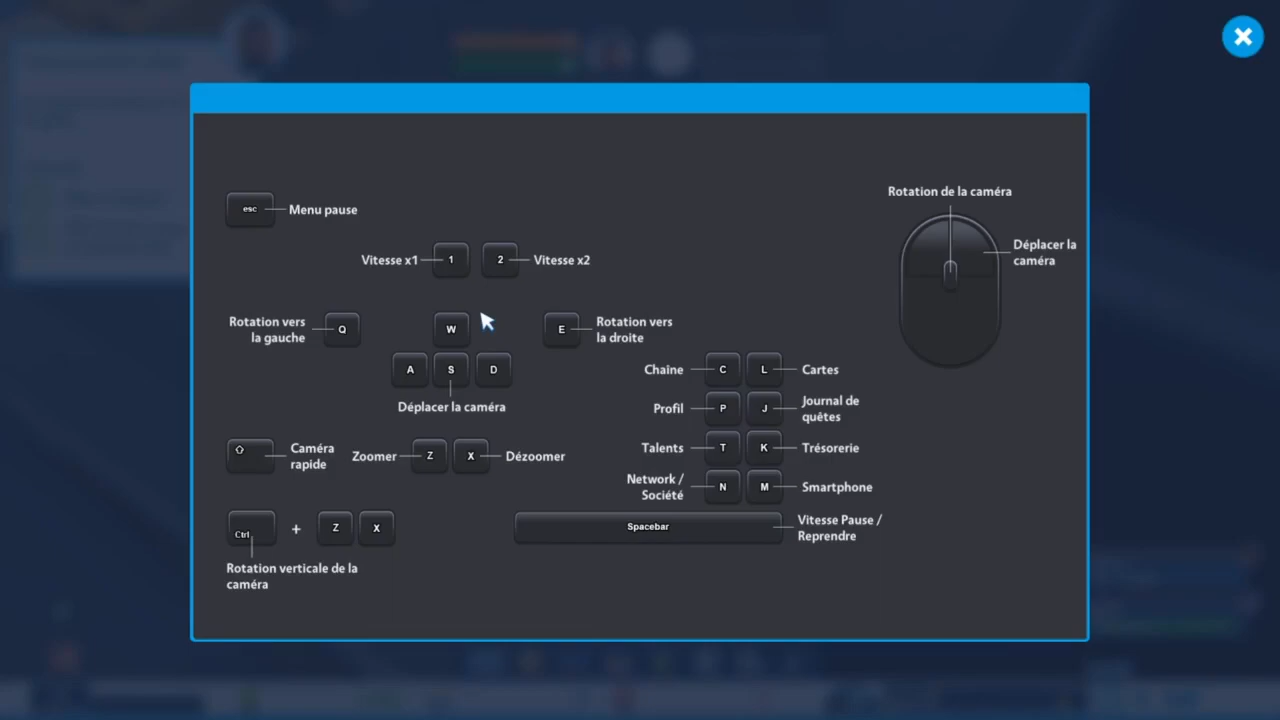 Rotation de la caméra
esc
Menu pause
Déplacer la
caméra
Vitesse x1
1
2
Vitesse x2
Rotation vers
la gauche
Q
W
E
Rotation vers
la droite
A
S
D
Déplacer la caméra
Chaine
C
L
Cartes
Profil
P
J
Journal de
quêtes
Talents
T
K
Trésorerie
Network /
Société
N
M
Smartphone
Caméra
rapide
Zoomer
Z
X
Dézoomer
Spacebar
Vitesse Pause /
Reprendre
Ctrl
+
Z
X
Rotation verticale de la
caméra